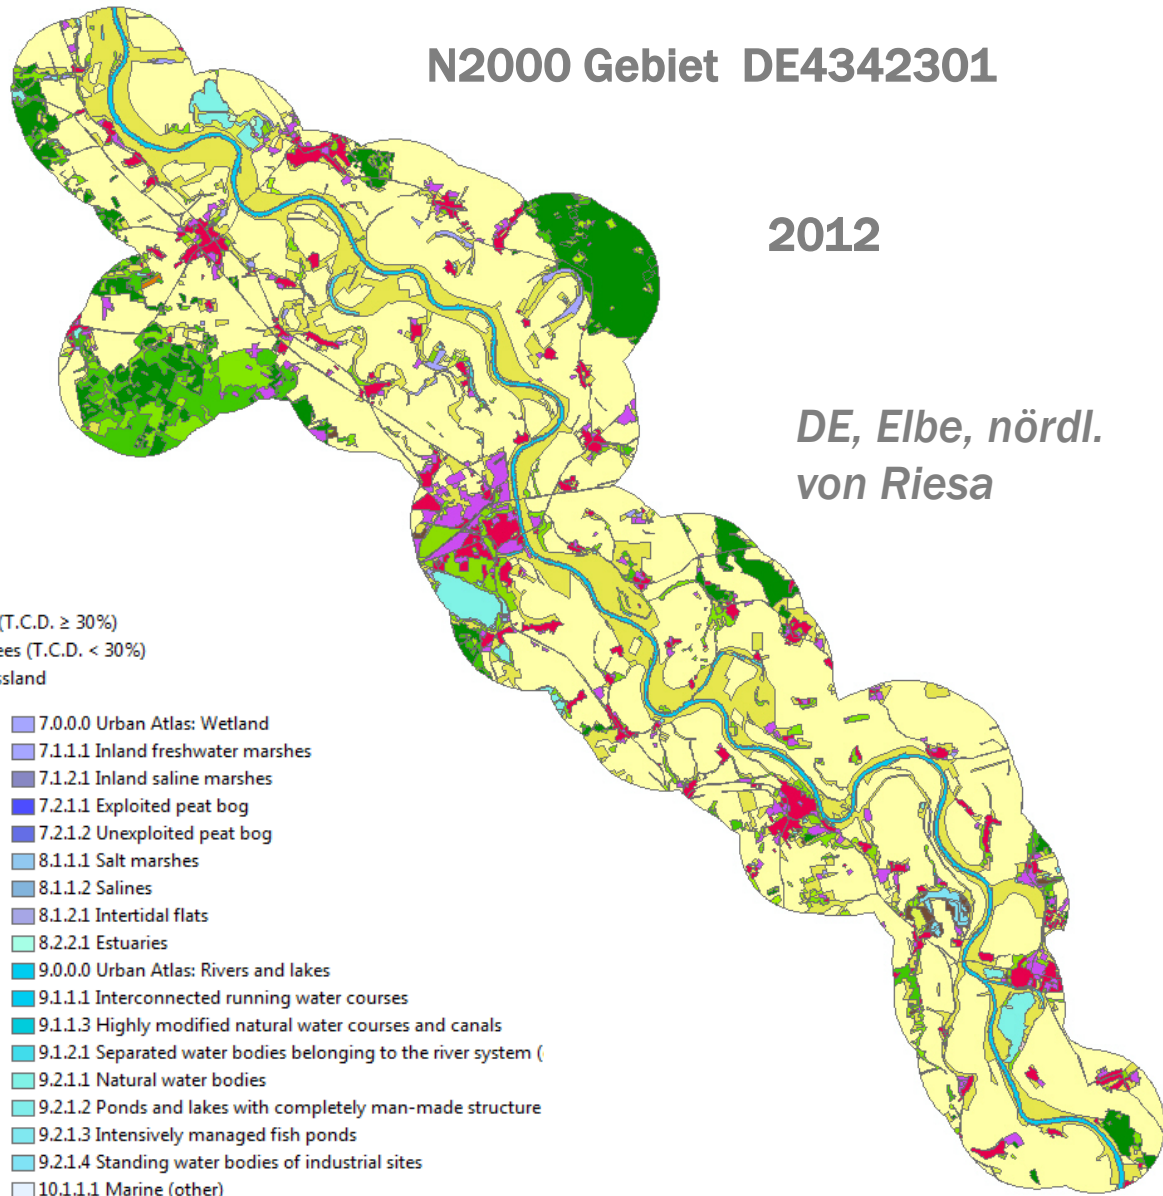 N2000 Gebiet DE4342301
2012
DE, Elbe, nördl.
von Riesa
(T.C.D. ≥ 30%)
ees (T.C.D. < 30%)
ssland
7.0.0.0 Urban Atlas: Wetland
7.1.1.1 Inland freshwater marshes
7.1.2.1 Inland saline marshes
7.2.1.1 Exploited peat bog
7.2.1.2 Unexploited peat bog
8.1.1.1 Salt marshes
8.1.1.2 Salines
8.1.2.1 Intertidal flats
8.2.2.1 Estuaries
9.0.0.0 Urban Atlas: Rivers and lakes
9.1.1.1 Interconnected running water courses
9.1.1.3 Highly modified natural water courses and canals
9.1.2.1 Separated water bodies belonging to the river system (
9.2.1.1 Natural water bodies
9.2.1.2 Ponds and lakes with completely man-made structure
9.2.1.3 Intensively managed fish ponds
9.2.1.4 Standing water bodies of industrial sites
10.1.1.1 Marine (other)